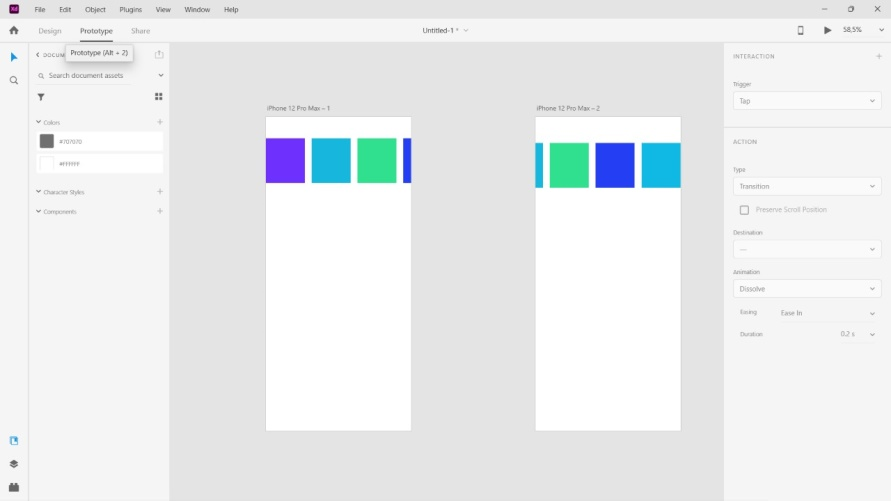 Xd File Edit Object Plugins View Window Help
Design Prototype Share Untitled-1 * 58,5%
Prototype (Alt + 2)
Search document assets
Colors
#707070
#FFFFFF
Character Styles
Components
iPhone 12 Pro Max – 1
iPhone 12 Pro Max – 2
INTERACTION
Trigger
Tap
ACTION
Type
Transition
Preserve Scroll Position
Destination
—
Animation
Dissolve
Easing Ease In
Duration 0.2 s